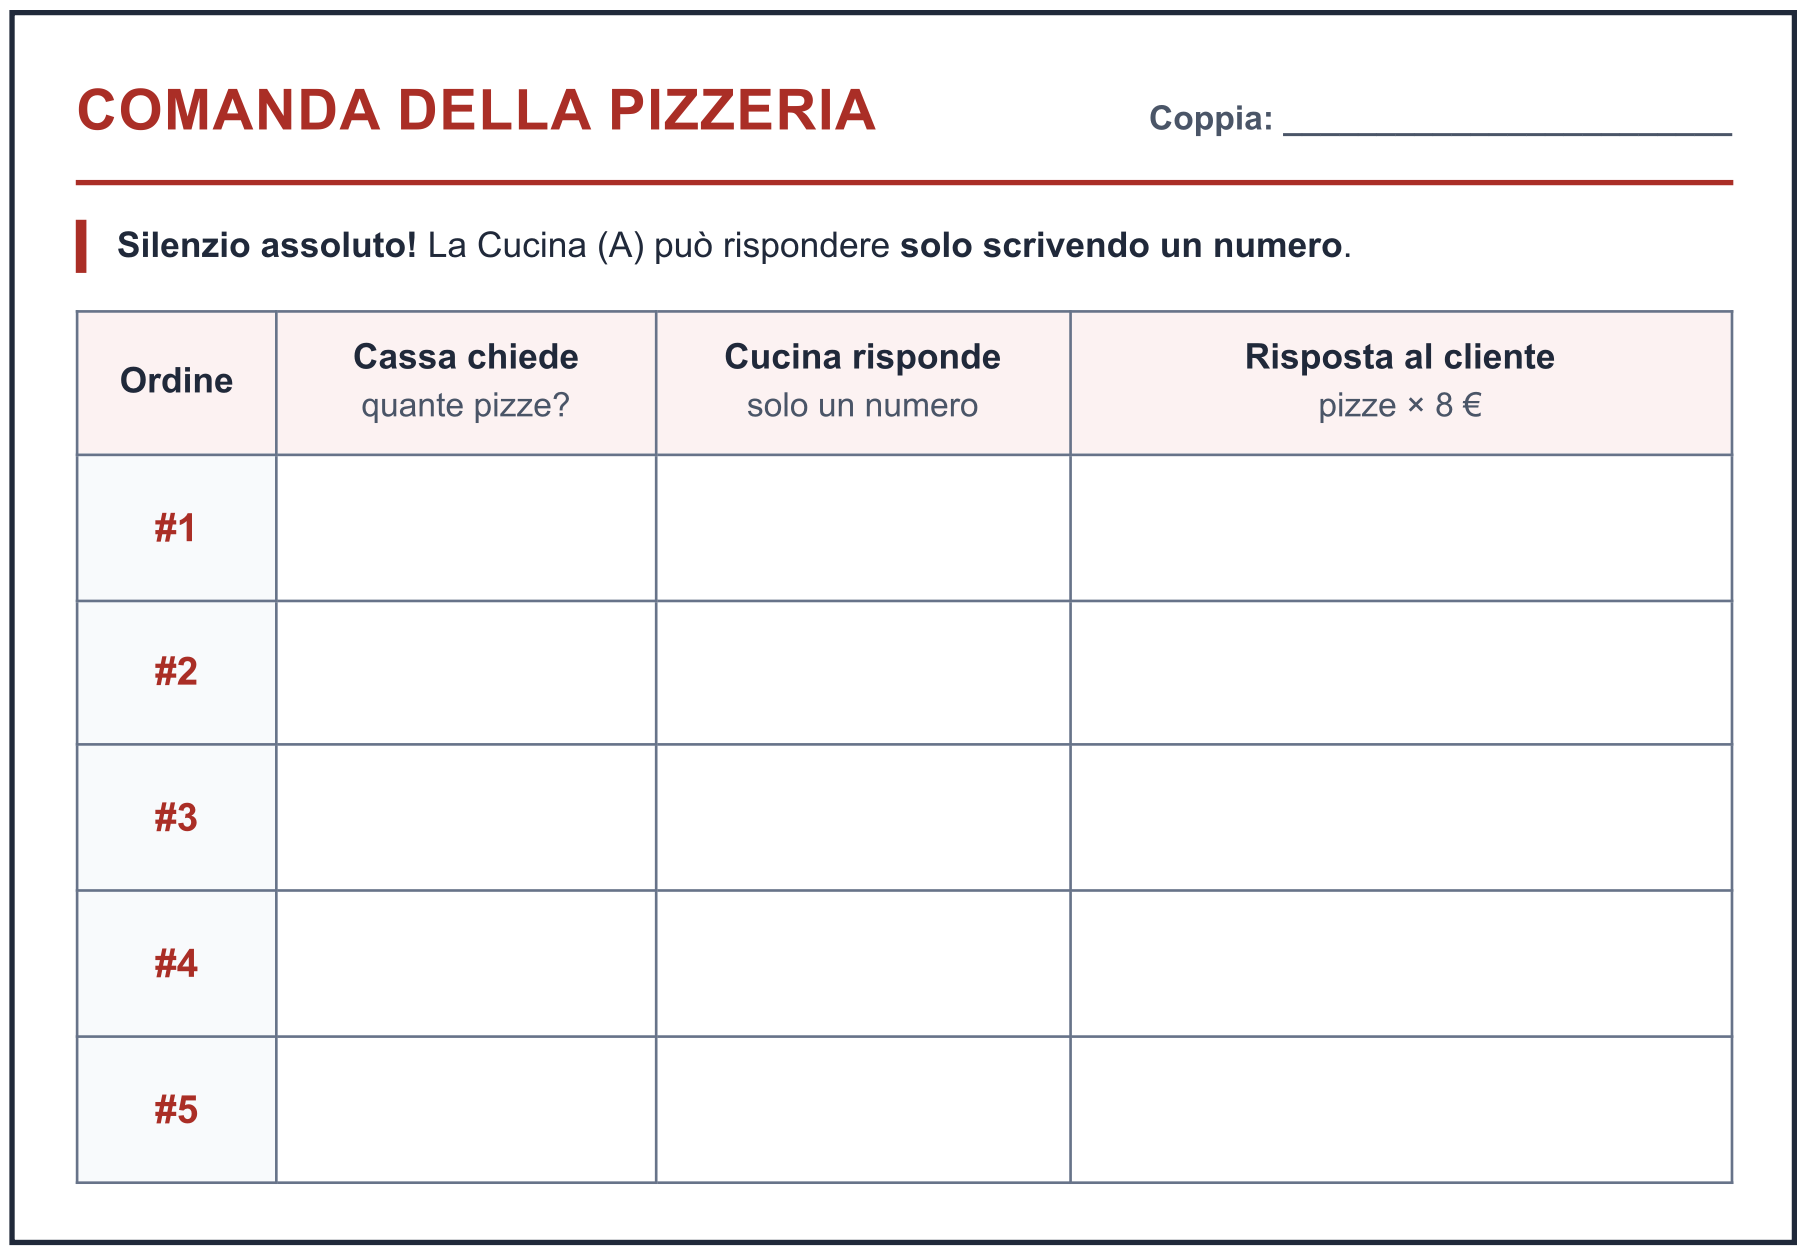 COMANDA DELLA PIZZERIA
Coppia:
Silenzio assoluto! La Cucina (A) può rispondere solo scrivendo un numero.
Ordine
Cassa chiede
quante pizze?
Cucina risponde
solo un numero
Risposta al cliente
pizze × 8 €
#1
#2
#3
#4
#5